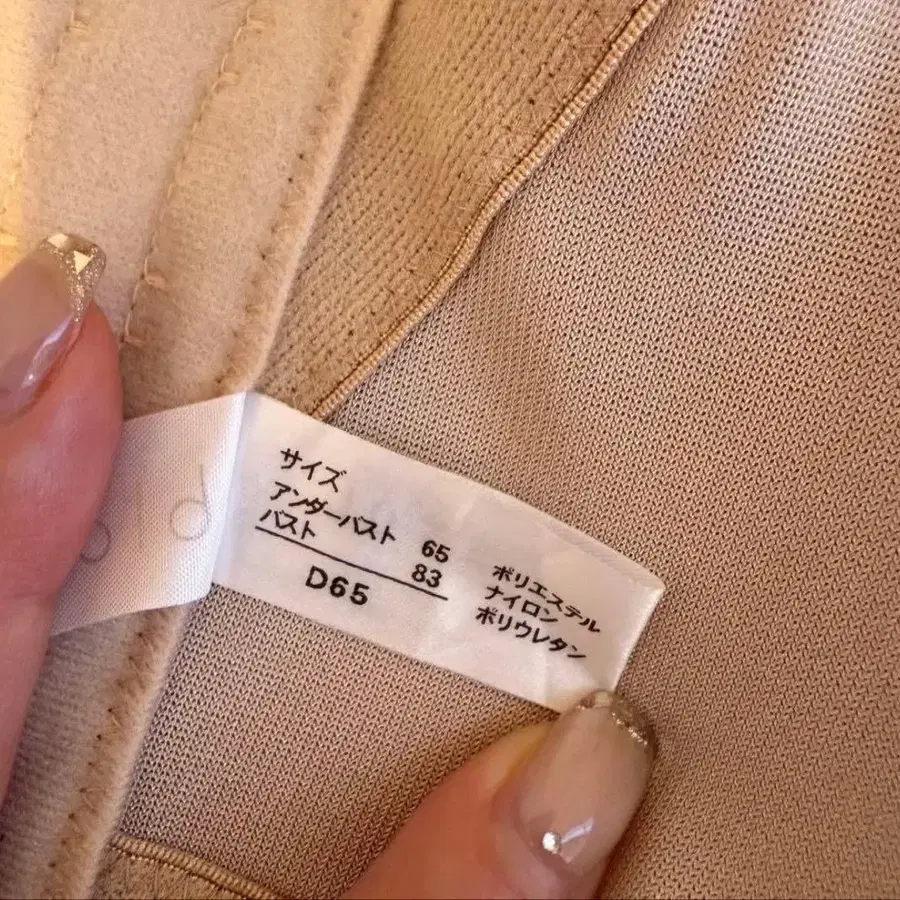 サイズ
アンダーバスト 65
バスト 83
D65
ポリエステル
ナイロン
ポリウレタン